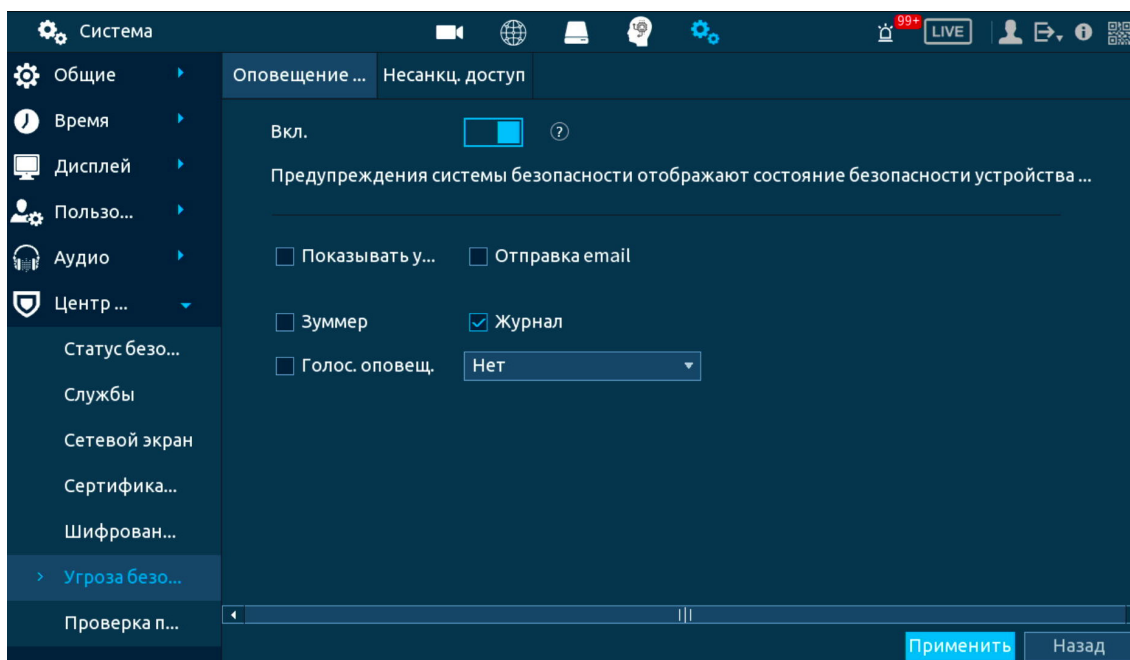 Система
99+
LIVE
Общие
Время
Дисплей
Пользо...
Аудио
Центр ...
Статус безо...
Службы
Сетевой экран
Сертифика...
Шифрован...
Угроза безо...
Проверка п...
Оповещение ... Несанкц. доступ
Вкл.
Предупреждения системы безопасности отображают состояние безопасности устройства ...
Показывать у... Отправка email
Зуммер Журнал
Голос. оповещ. Нет
Применить Назад